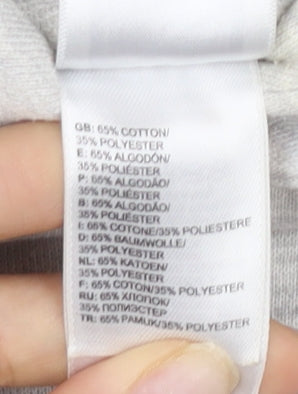 GB: 65% COTTON/
35% POLYESTER
E: 65% ALGODÓN/
35% POLIÉSTER
P: 65% ALGODÃO/
35% POLIÉSTER
B: 65% ALGODÃO/
35% POLIÉSTER
I: 65% COTONE/35% POLIESTERE
D: 65% BAUMWOLLE/
35% POLYESTER
NL: 65% KATOEN/
35% POLYESTER
F: 65% COTON/35% POLYESTER
RU: 65% ХЛОПОК/
35% ПОЛИЭСТЕР
TR: 65% PAMUK/35% POLYESTER